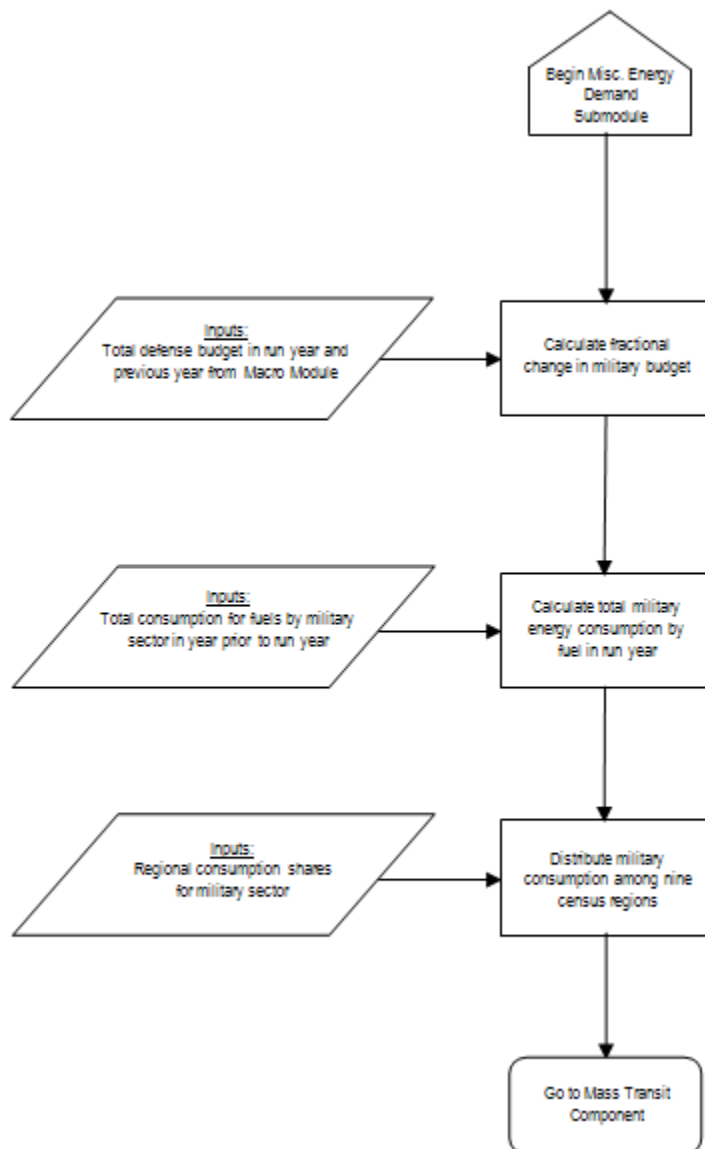 Begin Misc. Energy
Demand
Submodule
Inputs:
Total defense budget in run year and
previous year from Macro Module
Calculate fractional
change in military budget
Inputs:
Total consumption for fuels by military
sector in year prior to run year
Calculate total military
energy consumption by
fuel in run year
Inputs:
Regional consumption shares
for military sector
Distribute military
consumption among nine
census regions
Go to Mass Transit
Component